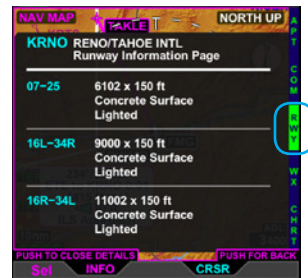 NAV MAP TAKLE NORTH UP
KRNO RENO/TAHOE INTL
Runway Information Page
07-25 6102 x 150 ft
Concrete Surface
Lighted
16L-34R 9000 x 150 ft
Concrete Surface
Lighted
16R-34L 11002 x 150 ft
Concrete Surface
Lighted
APT
COM
RWY
WX
CHRT
PUSH TO CLOSE DETAILS PUSH FOR BACK
Sel INFO CRSR